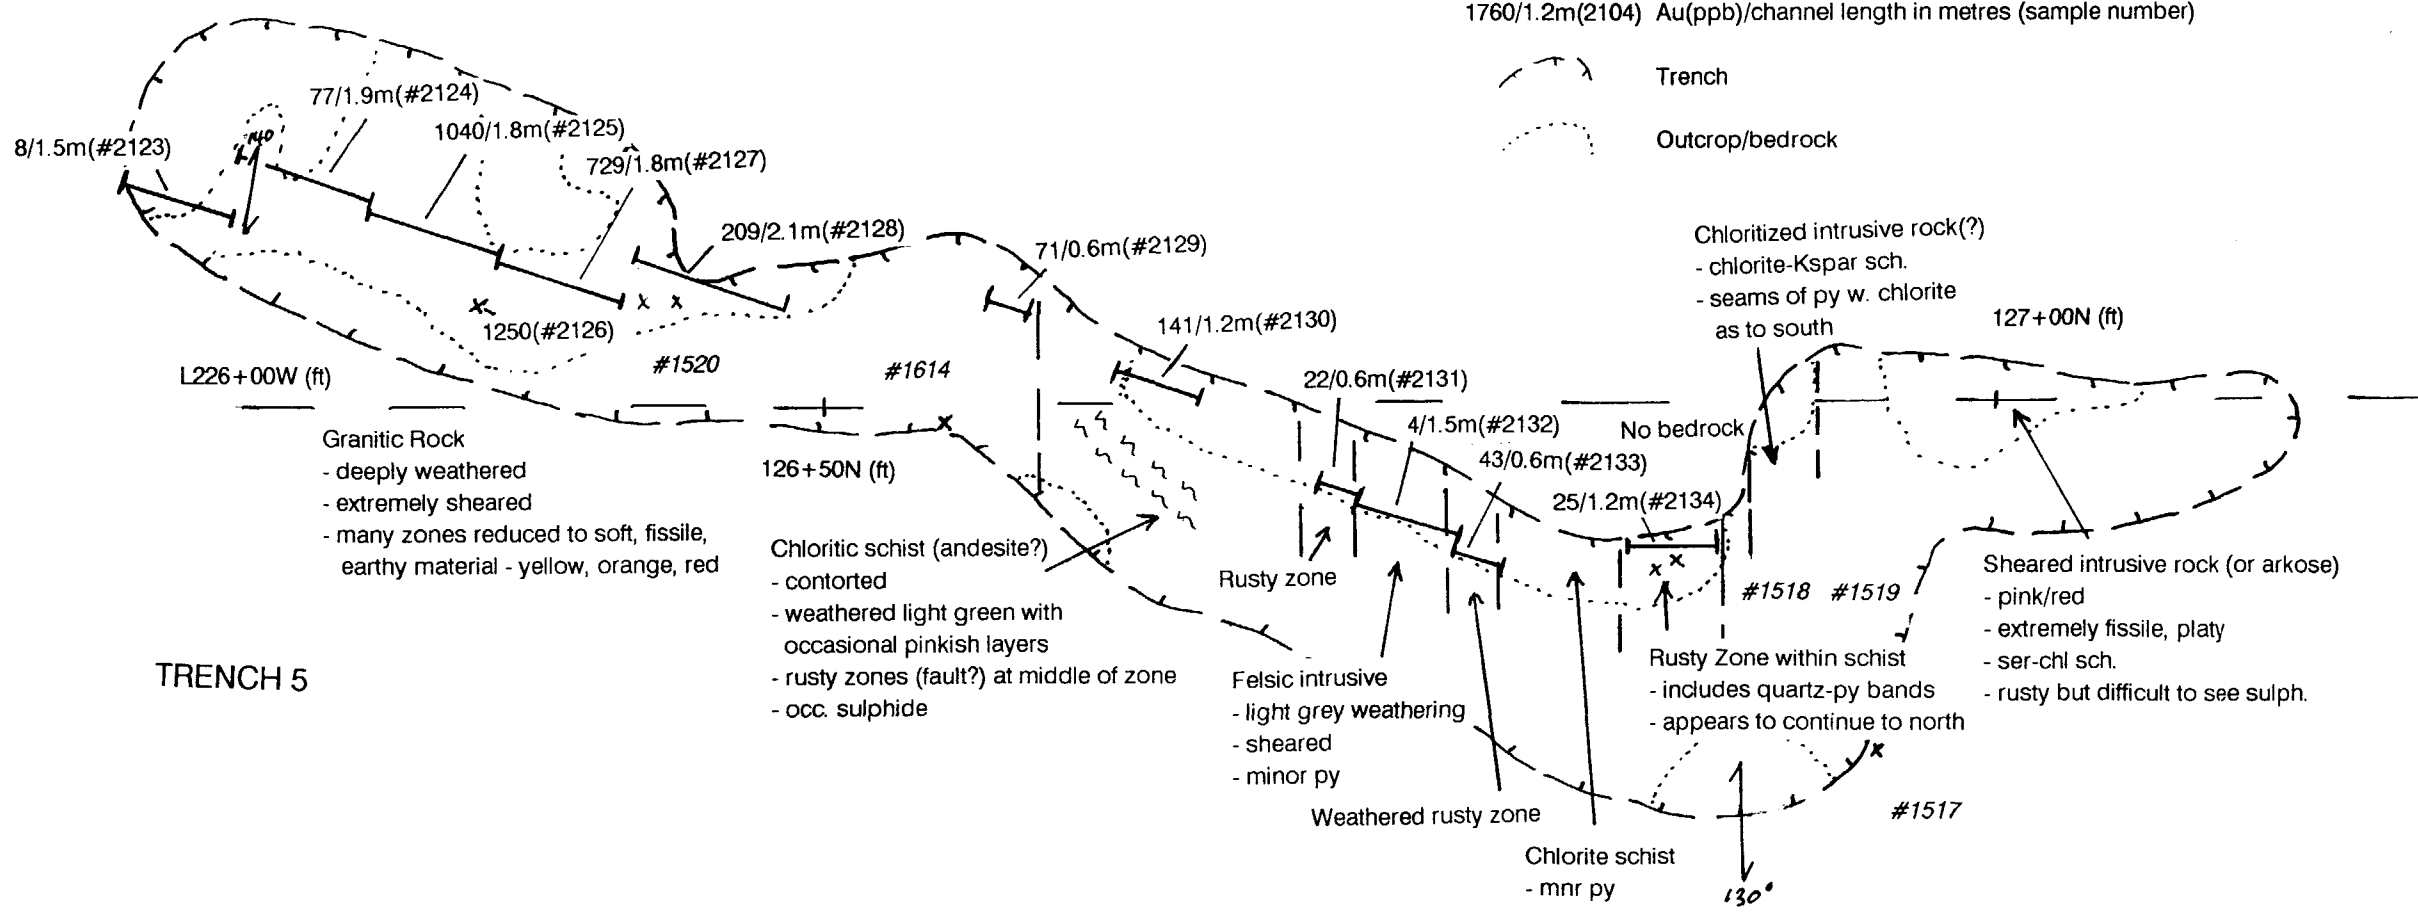 1760/1.2m(2104) Au(ppb)/channel length in metres (sample number)
Trench
Outcrop/bedrock
77/1.9m(#2124)
1040/1.8m(#2125)
8/1.5m(#2123)
140
729/1.8m(#2127)
209/2.1m(#2128)
71/0.6m(#2129)
1250(#2126)
141/1.2m(#2130)
Chloritized intrusive rock(?)
- chlorite-Kspar sch.
- seams of py w. chlorite
as to south
127+00N (ft)
L226+00W (ft)
#1520
#1614
22/0.6m(#2131)
4/1.5m(#2132)
No bedrock
43/0.6m(#2133)
25/1.2m(#2134)
Granitic Rock
- deeply weathered
- extremely sheared
- many zones reduced to soft, fissile,
earthy material - yellow, orange, red
126+50N (ft)
Chloritic schist (andesite?)
- contorted
- weathered light green with
occasional pinkish layers
- rusty zones (fault?) at middle of zone
- occ. sulphide
Rusty zone
#1518 #1519
Sheared intrusive rock (or arkose)
- pink/red
- extremely fissile, platy
- ser-chl sch.
- rusty but difficult to see sulph.
TRENCH 5
Felsic intrusive
- light grey weathering
- sheared
- minor py
Rusty Zone within schist
- includes quartz-py bands
- appears to continue to north
Weathered rusty zone
#1517
Chlorite schist
- mnr py
130°